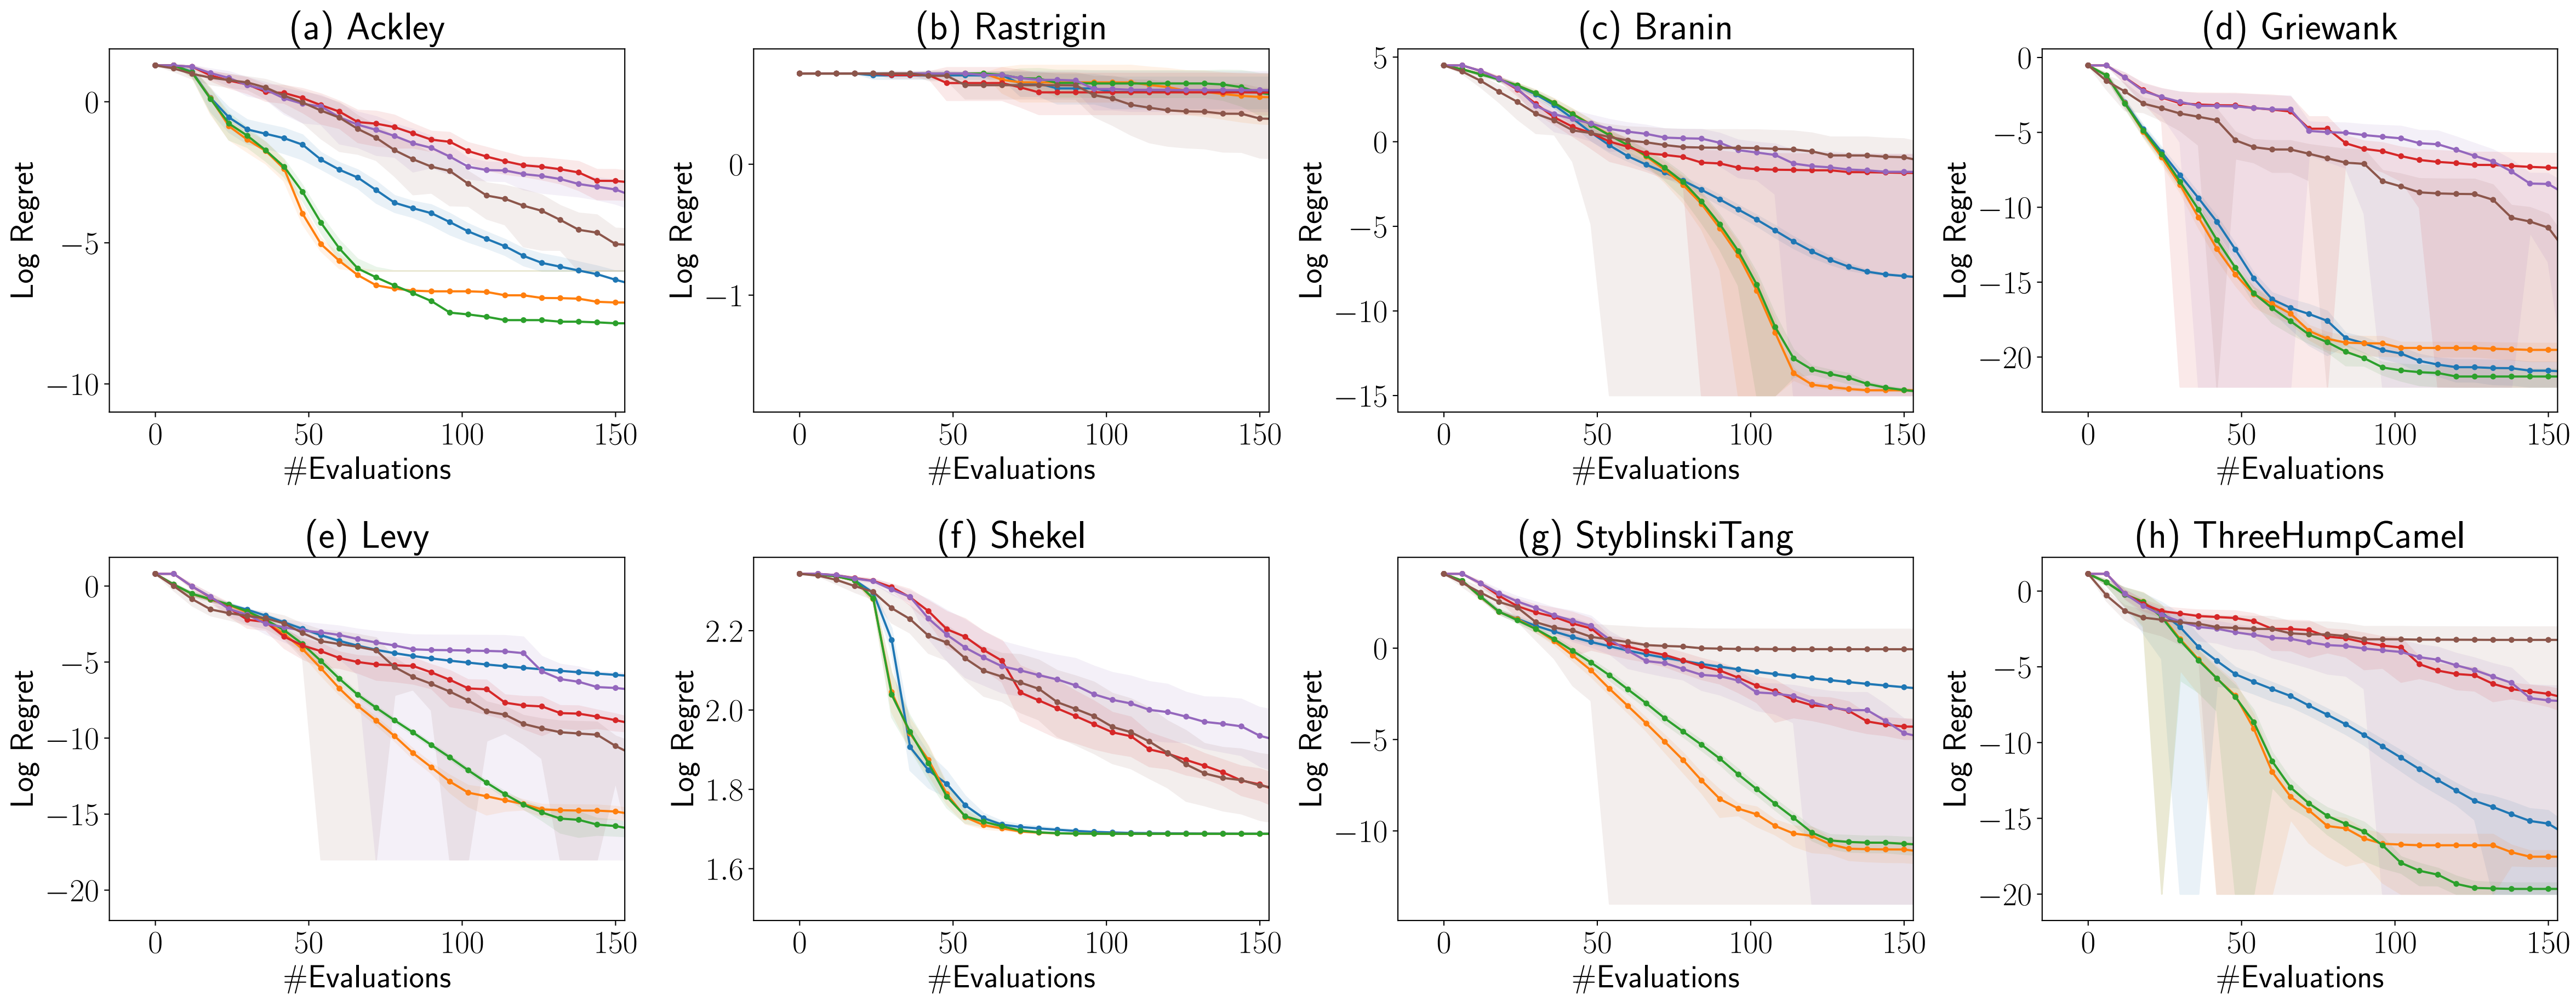 (a) Ackley
0
−5
−10
Log Regret
0 50 100 150
#Evaluations
(b) Rastrigin
0
−1
Log Regret
0 50 100 150
#Evaluations
(c) Branin
5
0
−5
−10
−15
Log Regret
0 50 100 150
#Evaluations
(d) Griewank
0
−5
−10
−15
−20
Log Regret
0 50 100 150
#Evaluations
(e) Levy
0
−5
−10
−15
−20
Log Regret
0 50 100 150
#Evaluations
(f) Shekel
2.2
2.0
1.8
1.6
Log Regret
0 50 100 150
#Evaluations
(g) StyblinskiTang
0
−5
−10
Log Regret
0 50 100 150
#Evaluations
(h) ThreeHumpCamel
0
−5
−10
−15
−20
Log Regret
0 50 100 150
#Evaluations